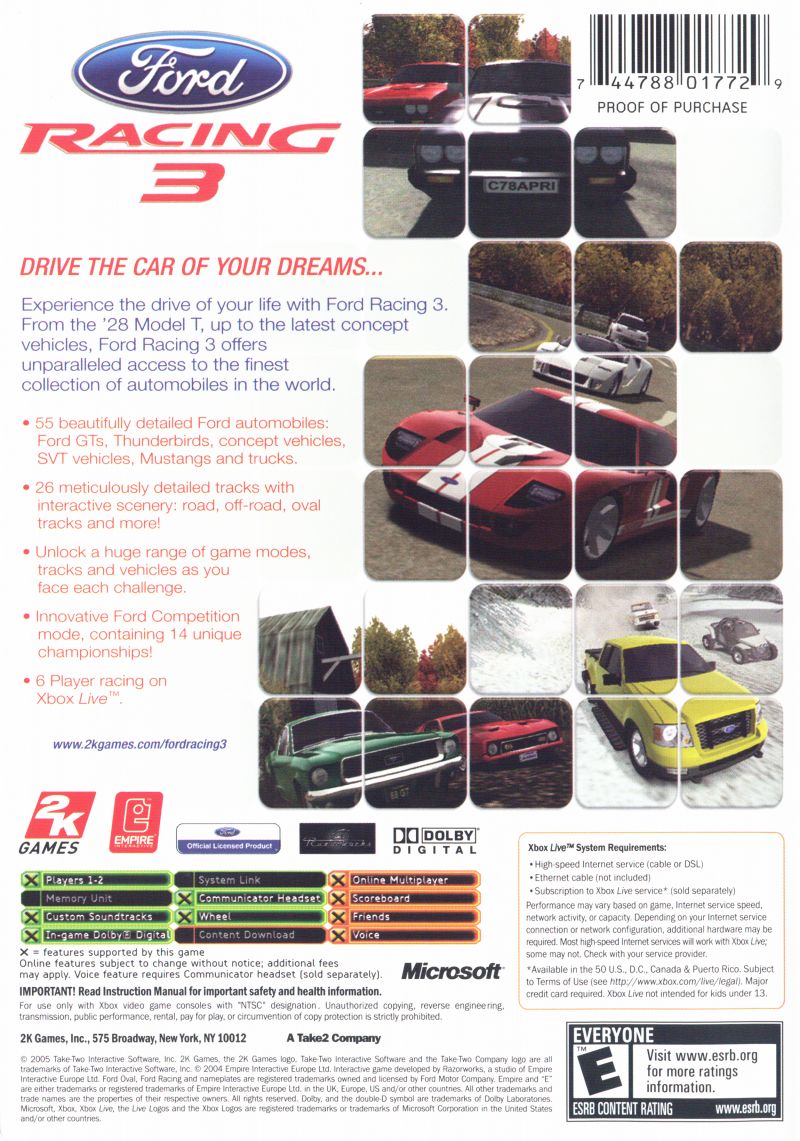 Ford
RACING
3
7 44788 01772 9
PROOF OF PURCHASE
C78APRI
DRIVE THE CAR OF YOUR DREAMS...
Experience the drive of your life with Ford Racing 3.
From the '28 Model T, up to the latest concept
vehicles, Ford Racing 3 offers
unparalleled access to the finest
collection of automobiles in the world.
• 55 beautifully detailed Ford automobiles:
Ford GTs, Thunderbirds, concept vehicles,
SVT vehicles, Mustangs and trucks.
• 26 meticulously detailed tracks with
interactive scenery: road, off-road, oval
tracks and more!
• Unlock a huge range of game modes,
tracks and vehicles as you
face each challenge.
• Innovative Ford Competition
mode, containing 14 unique
championships!
• 6 Player racing on
Xbox Live™.
www.2kgames.com/fordracing3
2K
GAMES
EMPIRE
INTERACTIVE
Ford
Official Licensed Product
Razorworks
DOLBY
DIGITAL
Players 1-2
System Link
Online Multiplayer
Memory Unit
Communicator Headset
Scoreboard
Custom Soundtracks
Wheel
Friends
In-game Dolby® Digital
Content Download
Voice
X = features supported by this game
Online features subject to change without notice; additional fees
may apply. Voice feature requires Communicator headset (sold separately).
Microsoft
IMPORTANT! Read Instruction Manual for important safety and health information.
For use only with Xbox video game consoles with "NTSC" designation. Unauthorized copying, reverse engineering,
transmission, public performance, rental, pay for play, or circumvention of copy protection is strictly prohibited.
2K Games, Inc., 575 Broadway, New York, NY 10012 A Take2 Company
© 2005 Take-Two Interactive Software, Inc. 2K Games, the 2K Games logo, Take-Two Interactive Software and the Take-Two Company logo are all
trademarks of Take-Two Interactive Software, Inc. © 2004 Empire Interactive Europe Ltd. Interactive game developed by Razorworks, a studio of Empire
Interactive Europe Ltd. Ford Oval, Ford Racing and nameplates are registered trademarks owned and licensed by Ford Motor Company. Empire and "E"
are either trademarks or registered trademarks of Empire Interactive Europe Ltd. in the UK, Europe, US and/or other countries. All other trademarks and
trade names are the properties of their respective owners. All rights reserved. Dolby, and the double-D symbol are trademarks of Dolby Laboratories.
Microsoft, Xbox, Xbox Live, the Live Logos and the Xbox Logos are registered trademarks or trademarks of Microsoft Corporation in the United States
and/or other countries.
Xbox Live™ System Requirements:
• High-speed Internet service (cable or DSL)
• Ethernet cable (not included)
• Subscription to Xbox Live service* (sold separately)
Performance may vary based on game, Internet service speed,
network activity, or capacity. Depending on your Internet service
connection or network configuration, additional hardware may be
required. Most high-speed Internet services will work with Xbox Live;
some may not. Check with your service provider.
*Available in the 50 U.S., D.C., Canada & Puerto Rico. Subject
to Terms of Use (see http://www.xbox.com/live/legal). Major
credit card required. Xbox Live not intended for kids under 13.
EVERYONE
E
Visit www.esrb.org
for more ratings
information.
ESRB CONTENT RATING www.esrb.org